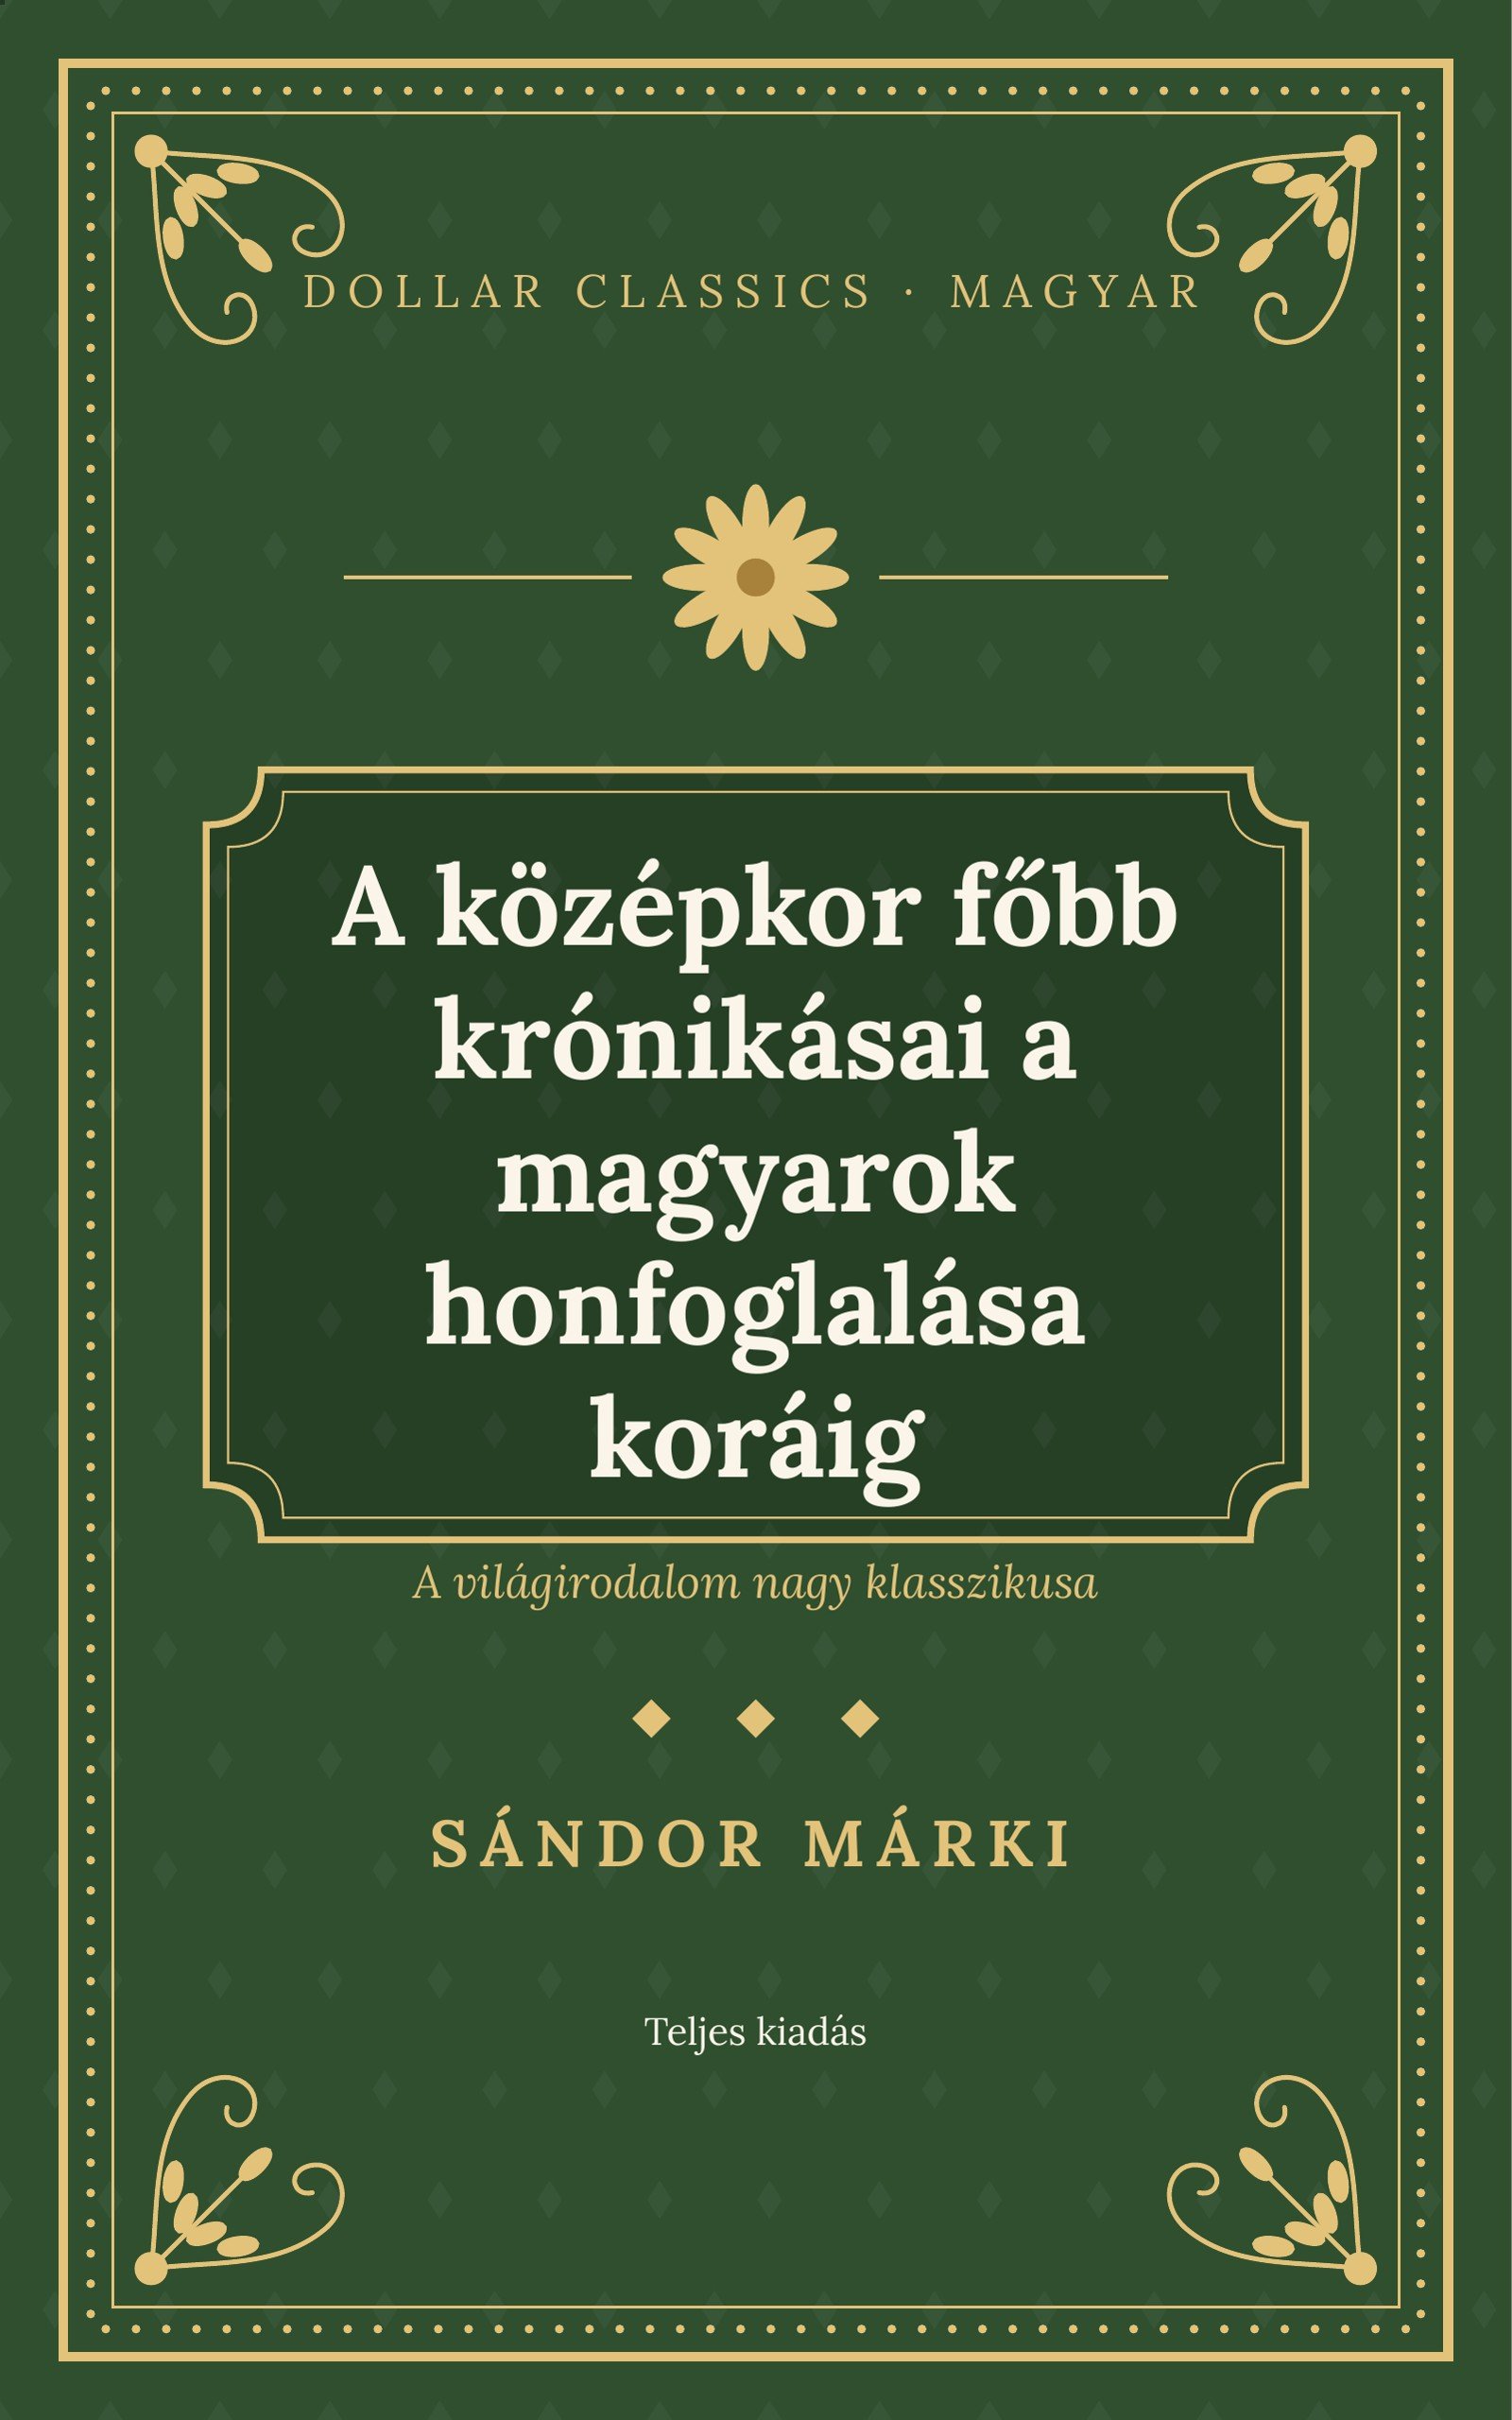 DOLLAR CLASSICS · MAGYAR
A középkor főbb
krónikásai a
magyarok
honfoglalása
koráig
A világirodalom nagy klasszikusa
SÁNDOR MÁRKI
Teljes kiadás